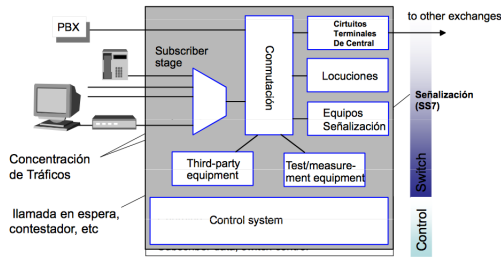 PBX
Subscriber
stage
Conmutación
Cirtuitos
Terminales
De Central
to other exchanges
Locuciones
Equipos
Señalización
Señalización
(SS7)
Third-party
equipment
Test/measure-
ment equipment
Concentración
de Tráficos
llamada en espera,
contestador, etc
Control system
Switch
Control